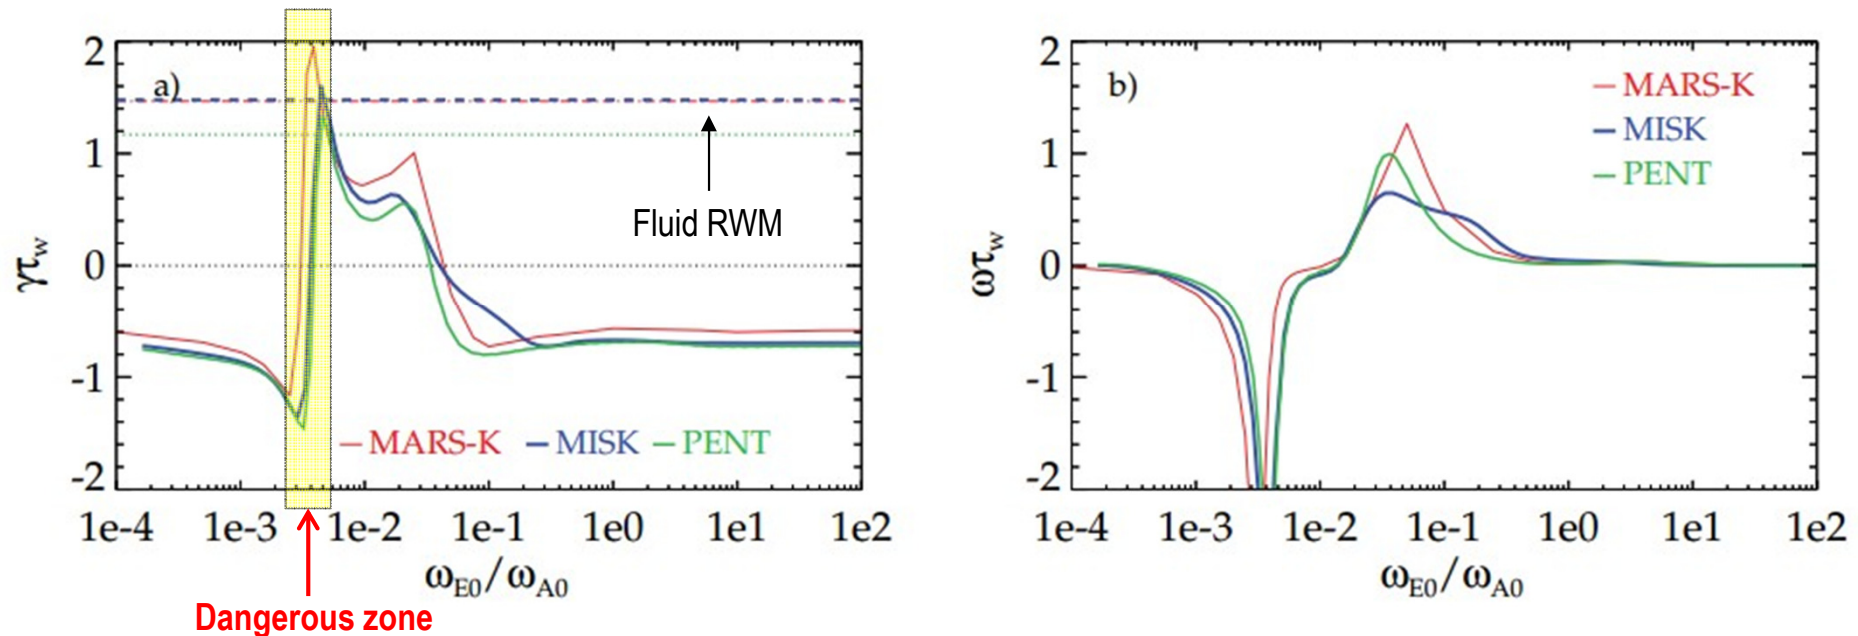 a)
2
1
0
-1
-2
γτw
Fluid RWM
MARS-K MISK PENT
1e-4 1e-3 1e-2 1e-1 1e0 1e1 1e2
ωE0/ωA0
Dangerous zone
b)
2
1
0
-1
-2
ωτw
MARS-K
MISK
PENT
1e-4 1e-3 1e-2 1e-1 1e0 1e1 1e2
ωE0/ωA0